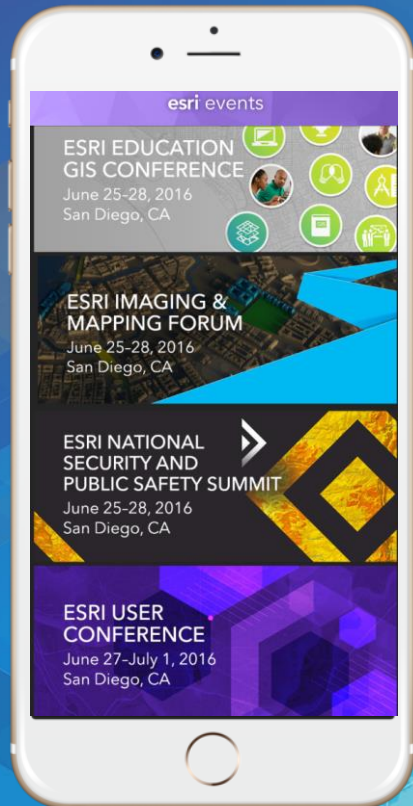 esri events
ESRI EDUCATION
GIS CONFERENCE
June 25-28, 2016
San Diego, CA
ESRI IMAGING &
MAPPING FORUM
June 25-28, 2016
San Diego, CA
ESRI NATIONAL
SECURITY AND
PUBLIC SAFETY SUMMIT
June 25-28, 2016
San Diego, CA
ESRI USER
CONFERENCE
June 27-July 1, 2016
San Diego, CA